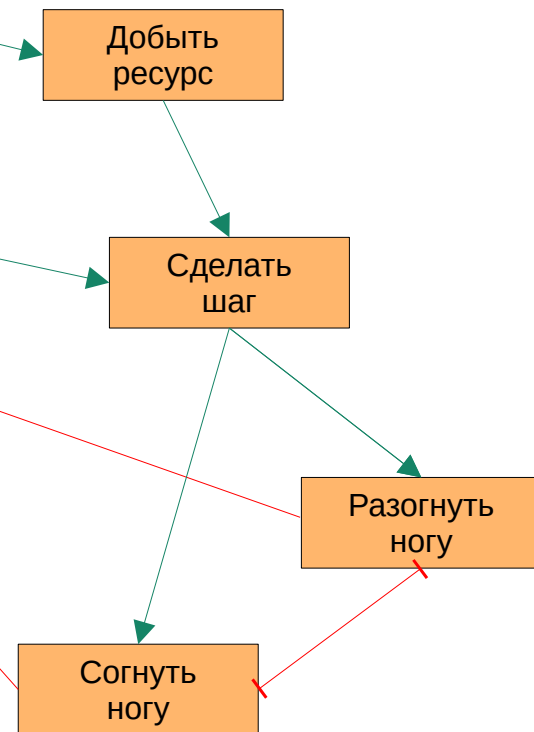 Добыть
ресурс
Сделать
шаг
Разогнуть
ногу
Согнуть
ногу